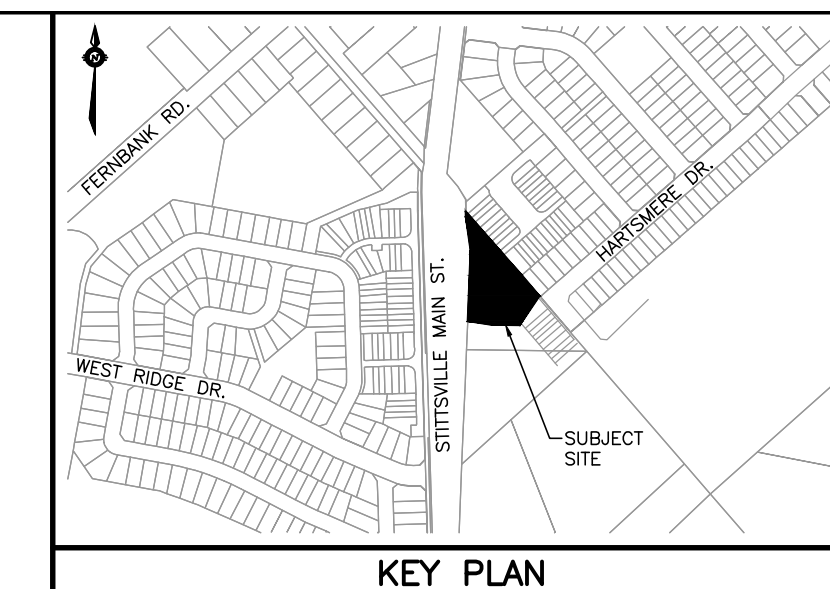 N
FERNBANK RD.
HARTSMERE DR.
STITTSVILLE MAIN ST.
WEST RIDGE DR.
SUBJECT
SITE
KEY PLAN